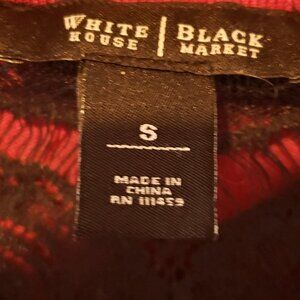 WHITE HOUSE | BLACK MARKET
S
MADE IN
CHINA
RN 111459